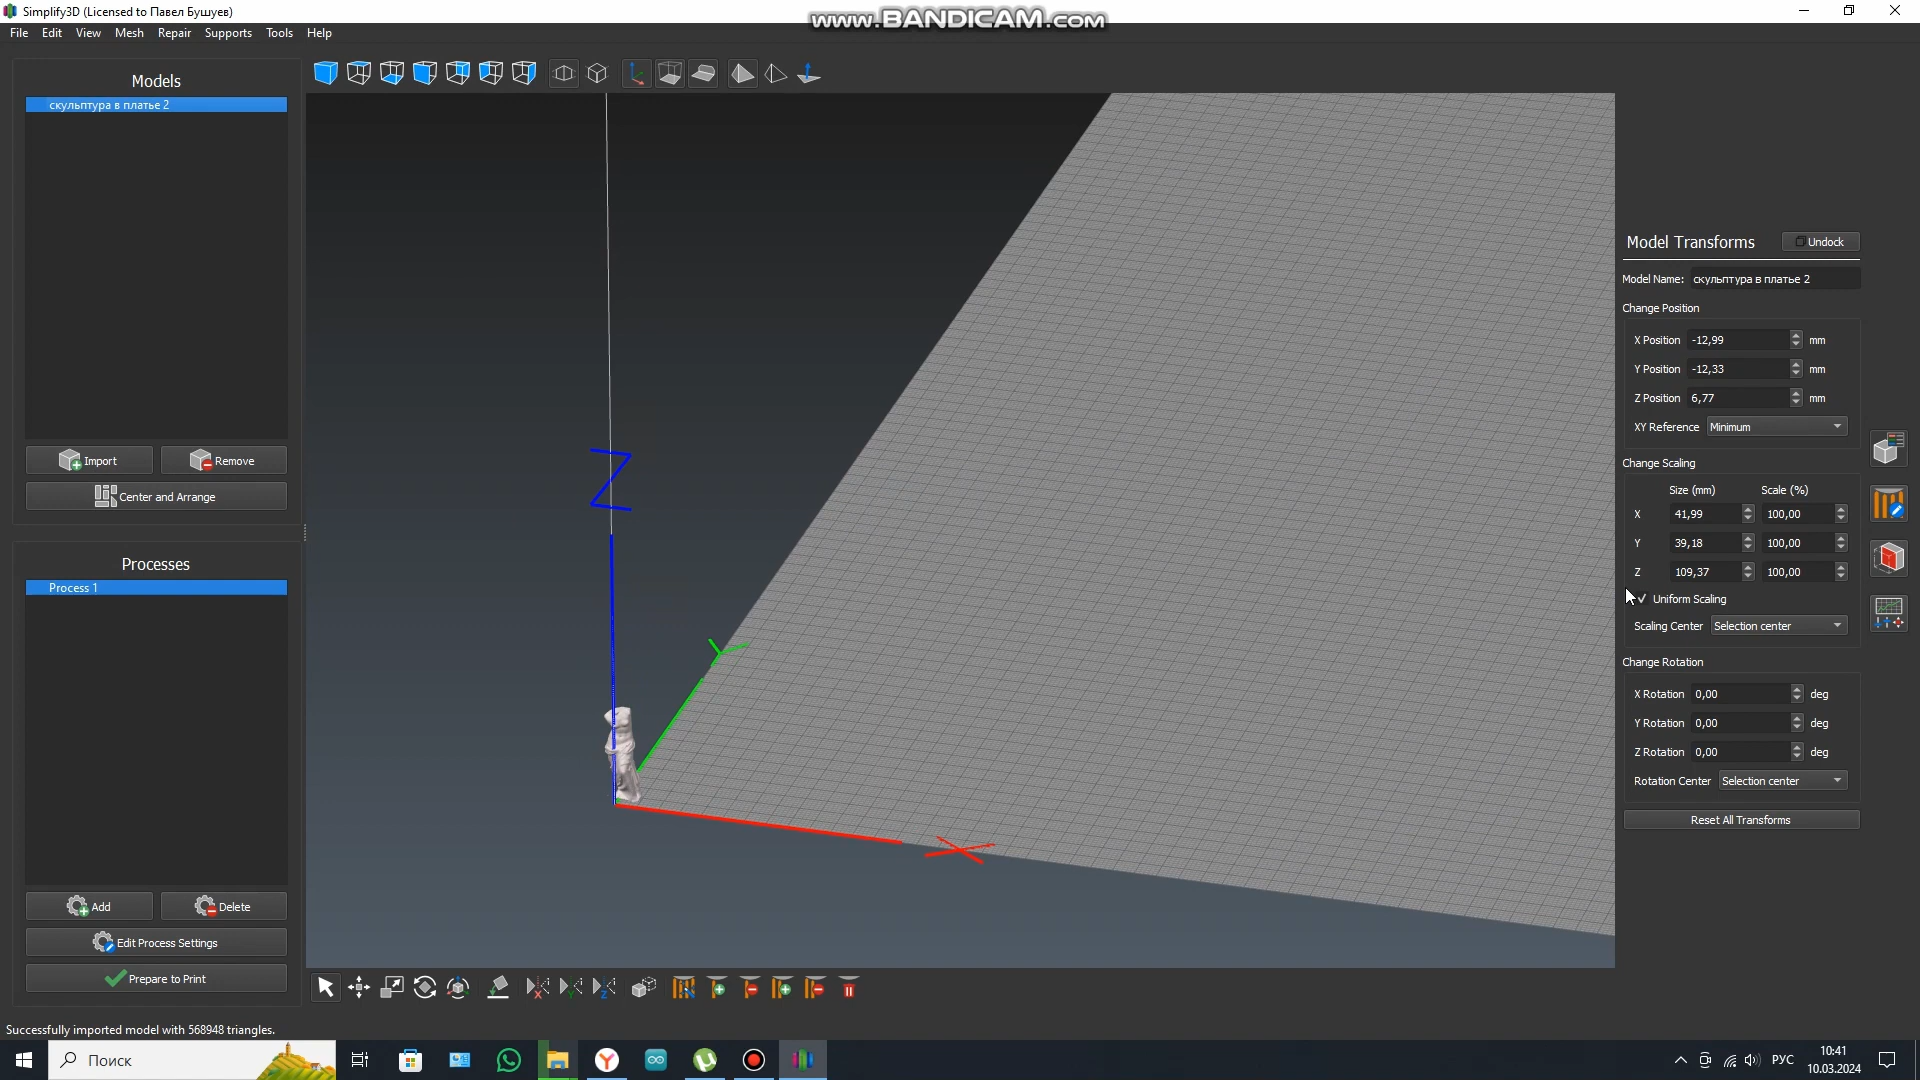 Simplify3D (Licensed to Павел Бушуев)
www.BANDICAM.com
File Edit View Mesh Repair Supports Tools Help
Models
скульптура в платье 2
Import Remove
Center and Arrange
Processes
Process 1
Add Delete
Edit Process Settings
Prepare to Print
Z
Y
X
Model Transforms Undock
Model Name: скульптура в платье 2
Change Position
X Position -12,99 mm
Y Position -12,33 mm
Z Position 6,77 mm
XY Reference Minimum
Change Scaling
Size (mm) Scale (%)
X 41,99 100,00
Y 39,18 100,00
Z 109,37 100,00
Uniform Scaling
Scaling Center Selection center
Change Rotation
X Rotation 0,00 deg
Y Rotation 0,00 deg
Z Rotation 0,00 deg
Rotation Center Selection center
Reset All Transforms
Successfully imported model with 568948 triangles.
Поиск
РУС
10:41
10.03.2024